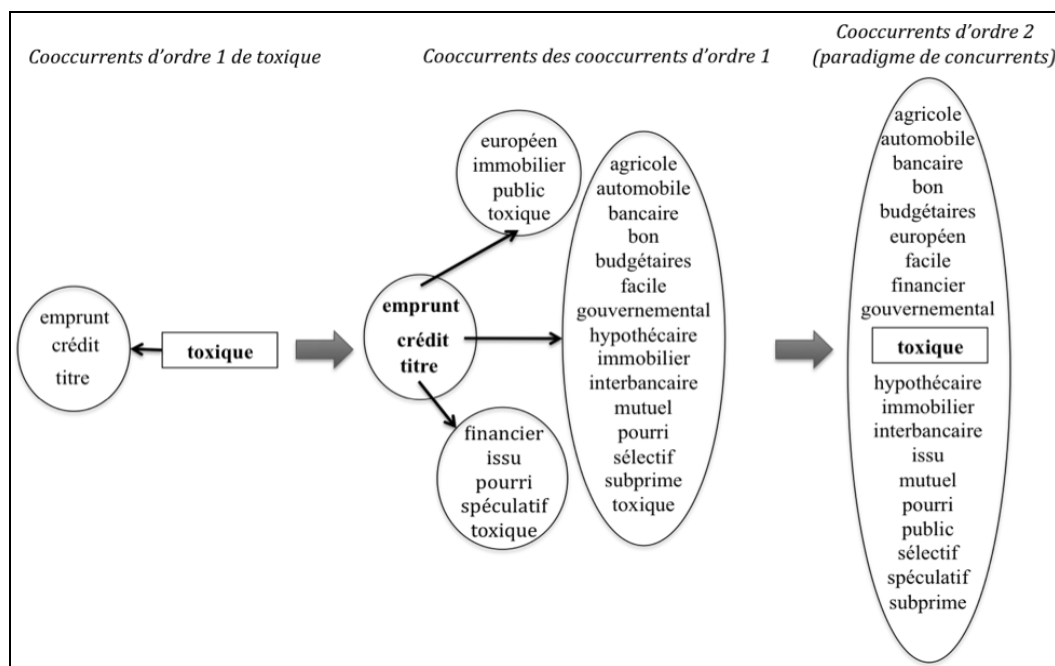 Cooccurrents d’ordre 1 de toxique
Cooccurrents des cooccurrents d’ordre 1
Cooccurrents d’ordre 2
(paradigme de concurrents)
emprunt
crédit
titre
toxique
européen
immobilier
public
toxique
emprunt
crédit
titre
financier
issu
pourri
spéculatif
toxique
agricole
automobile
bancaire
bon
budgétaires
facile
gouvernemental
hypothécaire
immobilier
interbancaire
mutuel
pourri
sélectif
subprime
toxique
agricole
automobile
bancaire
bon
budgétaires
européen
facile
financier
gouvernemental
toxique
hypothécaire
immobilier
interbancaire
issu
mutuel
pourri
public
sélectif
spéculatif
subprime